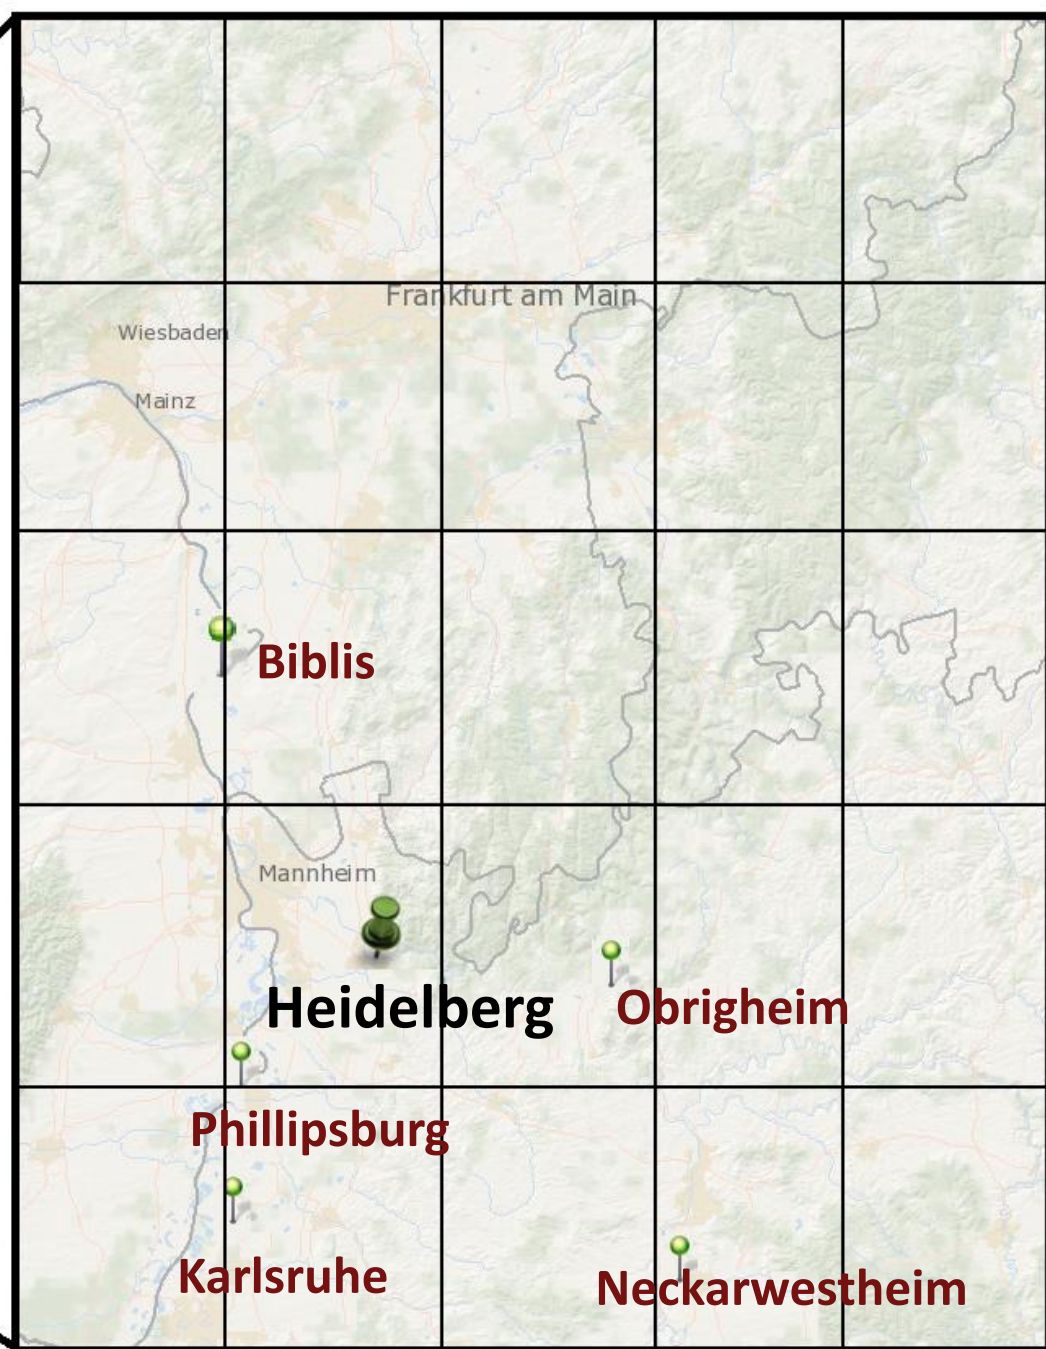 Frankfurt am Main
Wiesbaden
Mainz
Biblis
Mannheim
Heidelberg
Obrigheim
Phillipsburg
Karlsruhe
Neckarwestheim